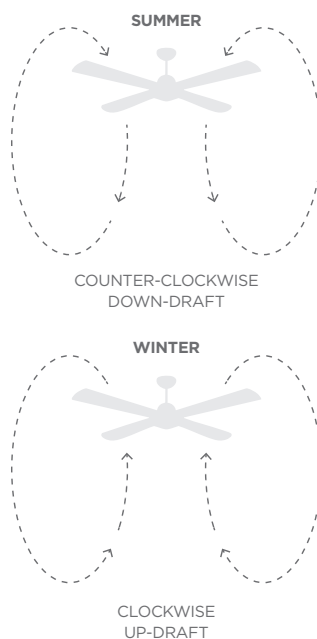 SUMMER
COUNTER-CLOCKWISE
DOWN-DRAFT
WINTER
CLOCKWISE
UP-DRAFT